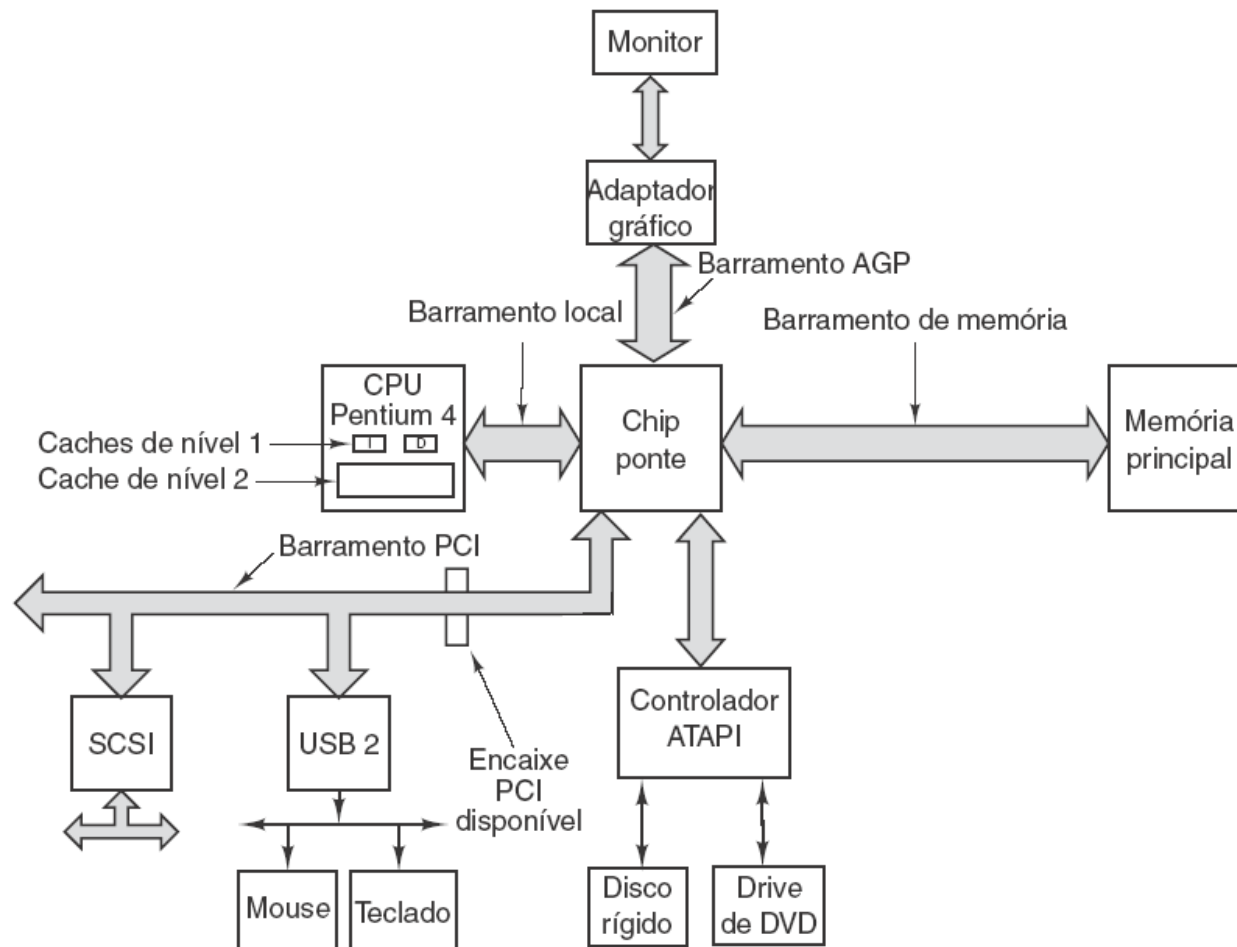 Monitor
Adaptador
gráfico
Barramento AGP
Barramento local
Barramento de memória
CPU
Pentium 4
I
D
Caches de nível 1
Cache de nível 2
Chip
ponte
Memória
principal
Barramento PCI
SCSI
USB 2
Encaixe
PCI
disponível
Controlador
ATAPI
Mouse
Teclado
Disco
rígido
Drive
de DVD